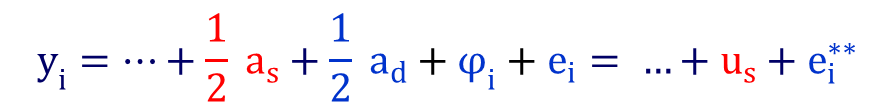 yᵢ = ⋯ + 1/2 aₛ + 1/2 a_d + φᵢ + eᵢ = … + uₛ + eᵢ**